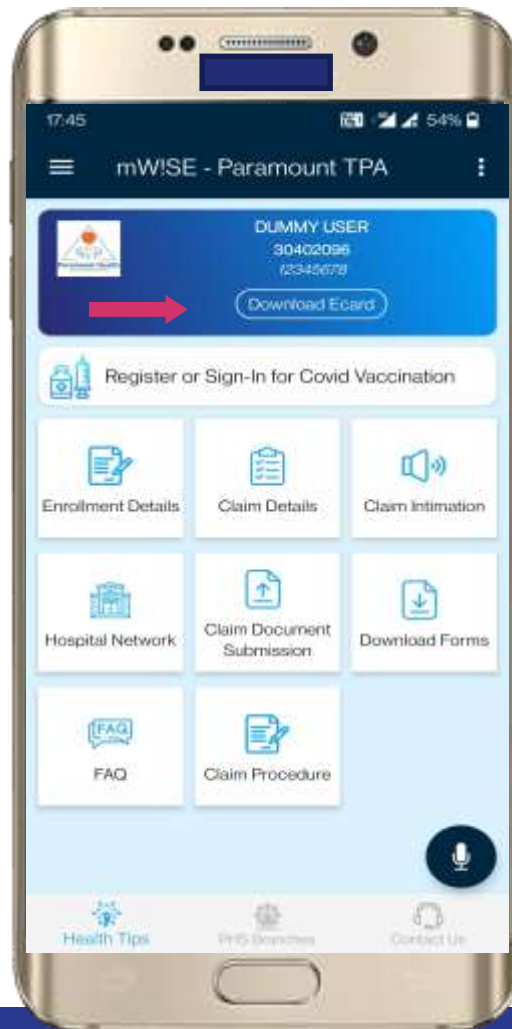 17:45
54%
mW!SE - Paramount TPA
DUMMY USER
30402096
12345678
Download Ecard
Register or Sign-In for Covid Vaccination
Enrollment Details
Claim Details
Claim Intimation
Hospital Network
Claim Document
Submission
Download Forms
FAQ
FAQ
Claim Procedure
Health Tips
PHS Branches
Contact Us